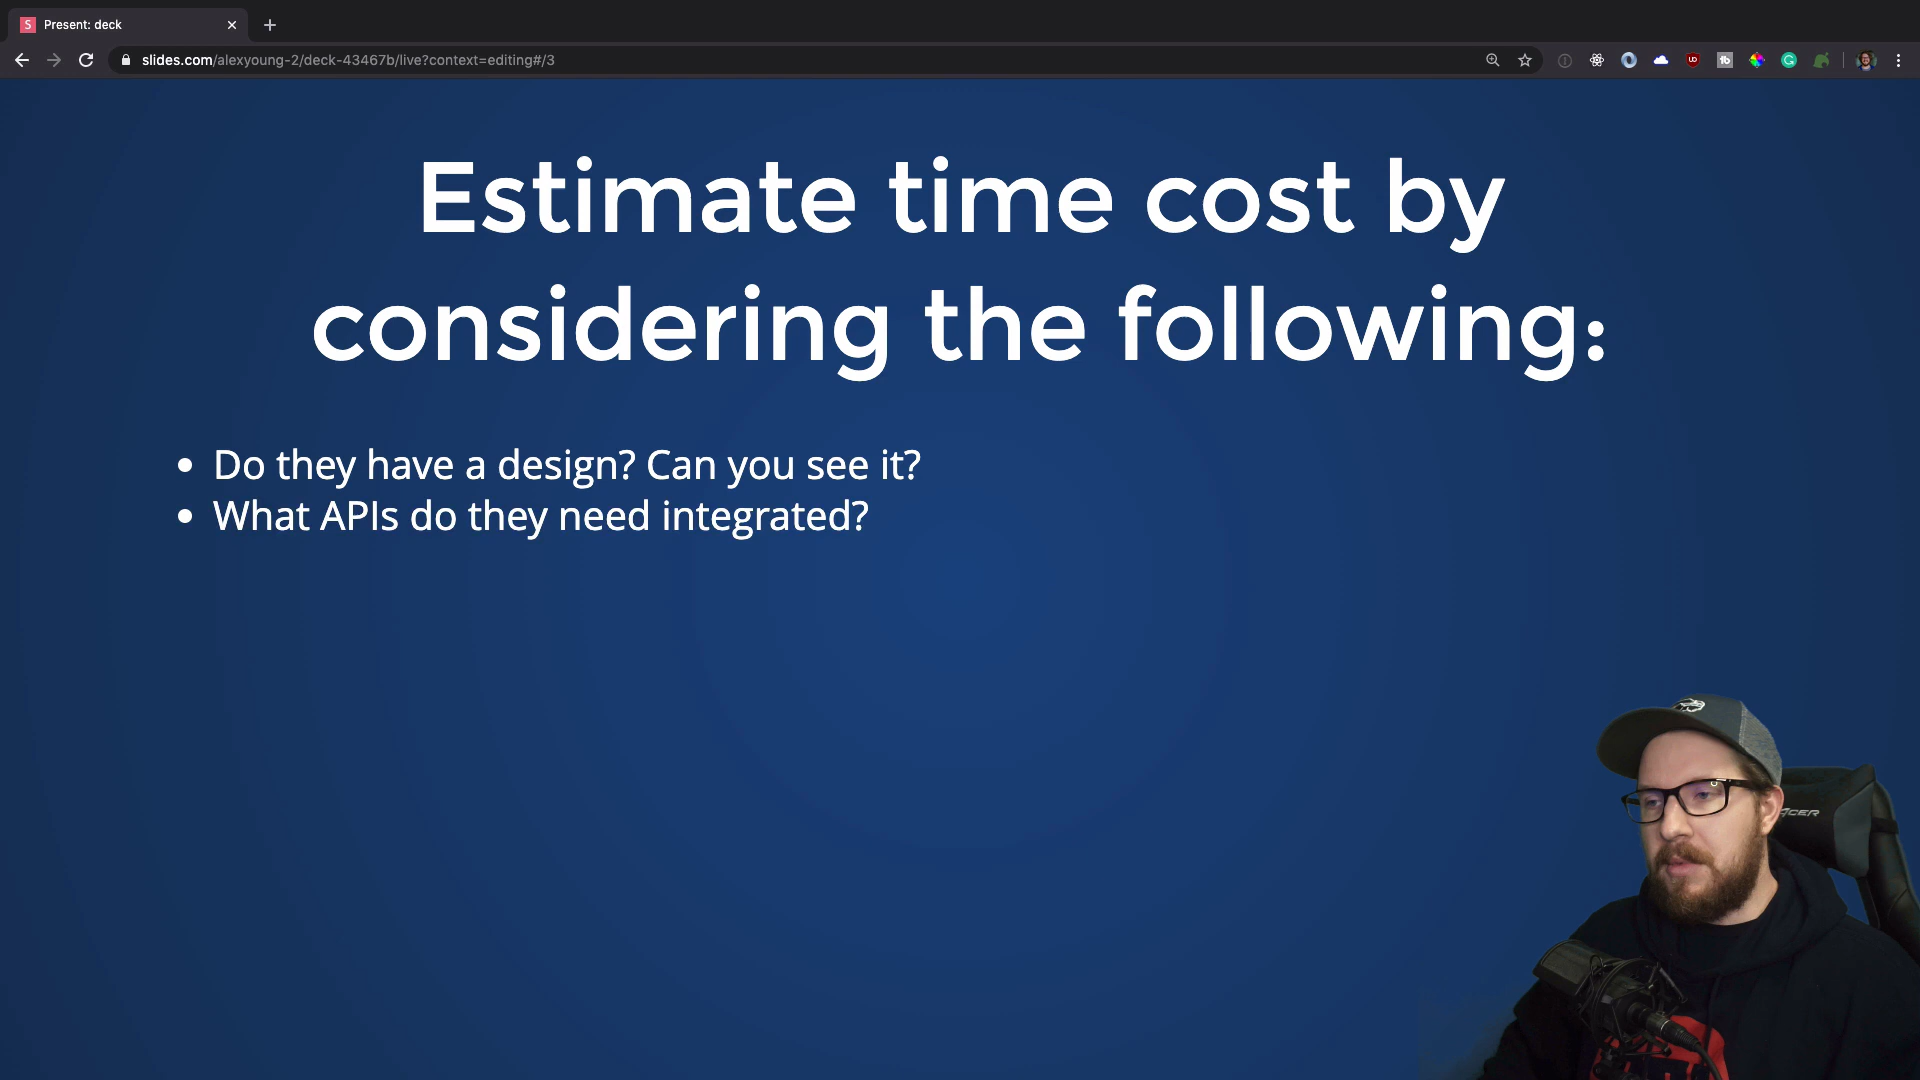 S Present: deck
slides.com/alexyoung-2/deck-43467b/live?context=editing#/3
Estimate time cost by
considering the following:
• Do they have a design? Can you see it?
• What APIs do they need integrated?
ACER